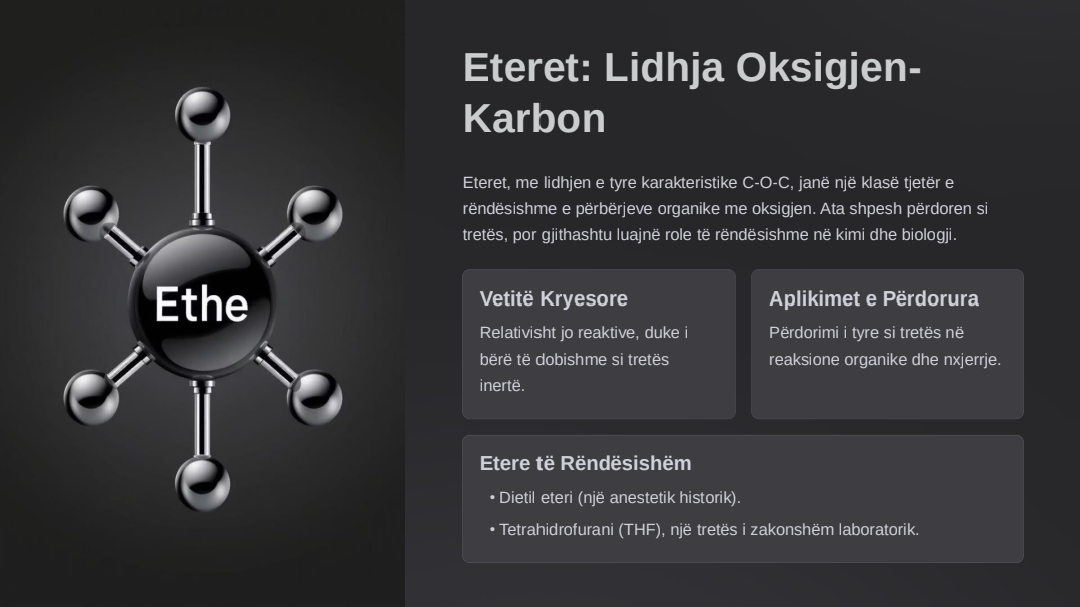 Ethe
Eteret: Lidhja Oksigjen-
Karbon
Eteret, me lidhjen e tyre karakteristike C-O-C, janë një klasë tjetër e
rëndësishme e përbërjeve organike me oksigjen. Ata shpesh përdoren si
tretës, por gjithashtu luajnë role të rëndësishme në kimi dhe biologji.
Vetitë Kryesore
Relativisht jo reaktive, duke i
bërë të dobishme si tretës
inertë.
Aplikimet e Përdorura
Përdorimi i tyre si tretës në
reaksione organike dhe nxjerrje.
Etere të Rëndësishëm
• Dietil eteri (një anestetik historik).
• Tetrahidrofurani (THF), një tretës i zakonshëm laboratorik.